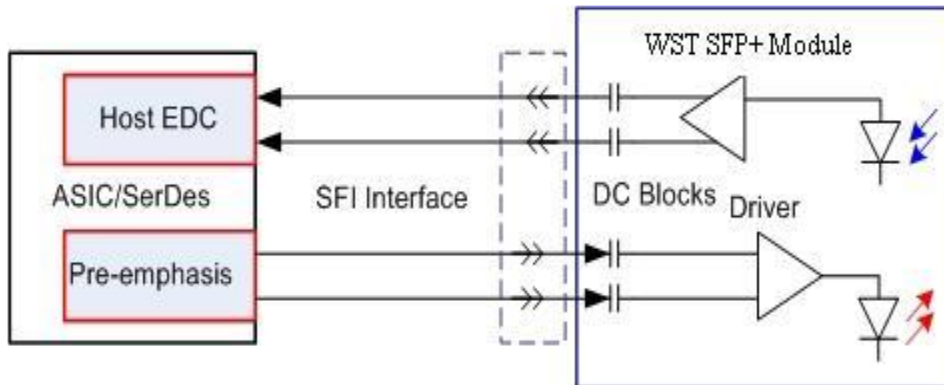 WST SFP+ Module
Host EDC
ASIC/SerDes
SFI Interface
DC Blocks
Driver
Pre-emphasis